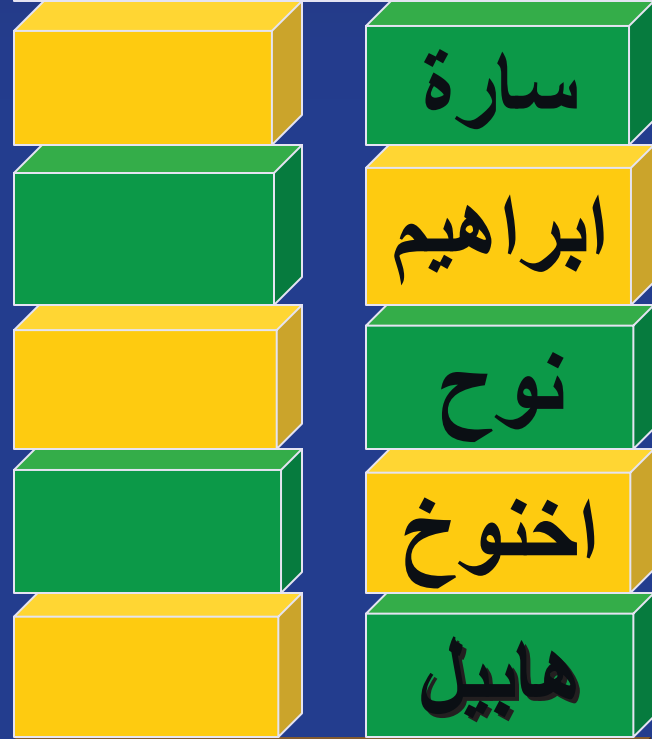 سارة
ابراهيم
نوح
اخنوخ
هابيل